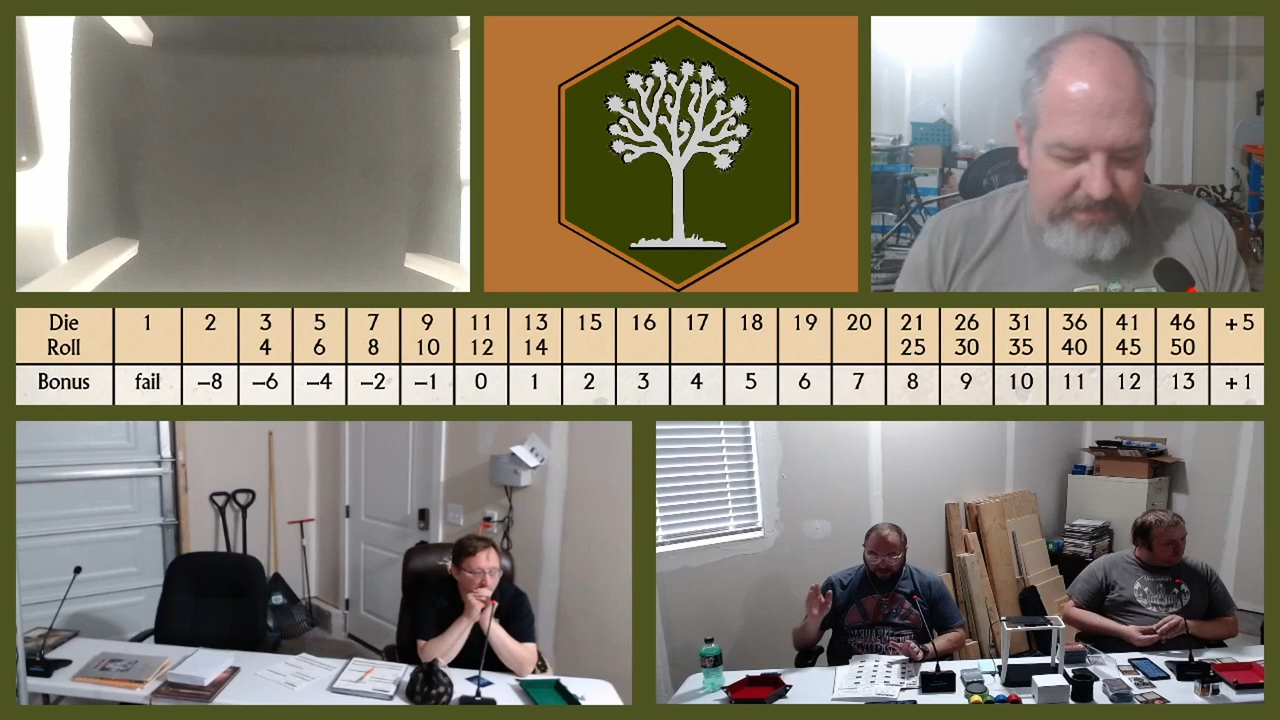 Die Roll 1 2 3 4 5 6 7 8 9 10 11 12 13 14 15 16 17 18 19 20 21 25 26 30 31 35 36 40 41 45 46 50 +5
Bonus fail –8 –6 –4 –2 –1 0 1 2 3 4 5 6 7 8 9 10 11 12 13 +1